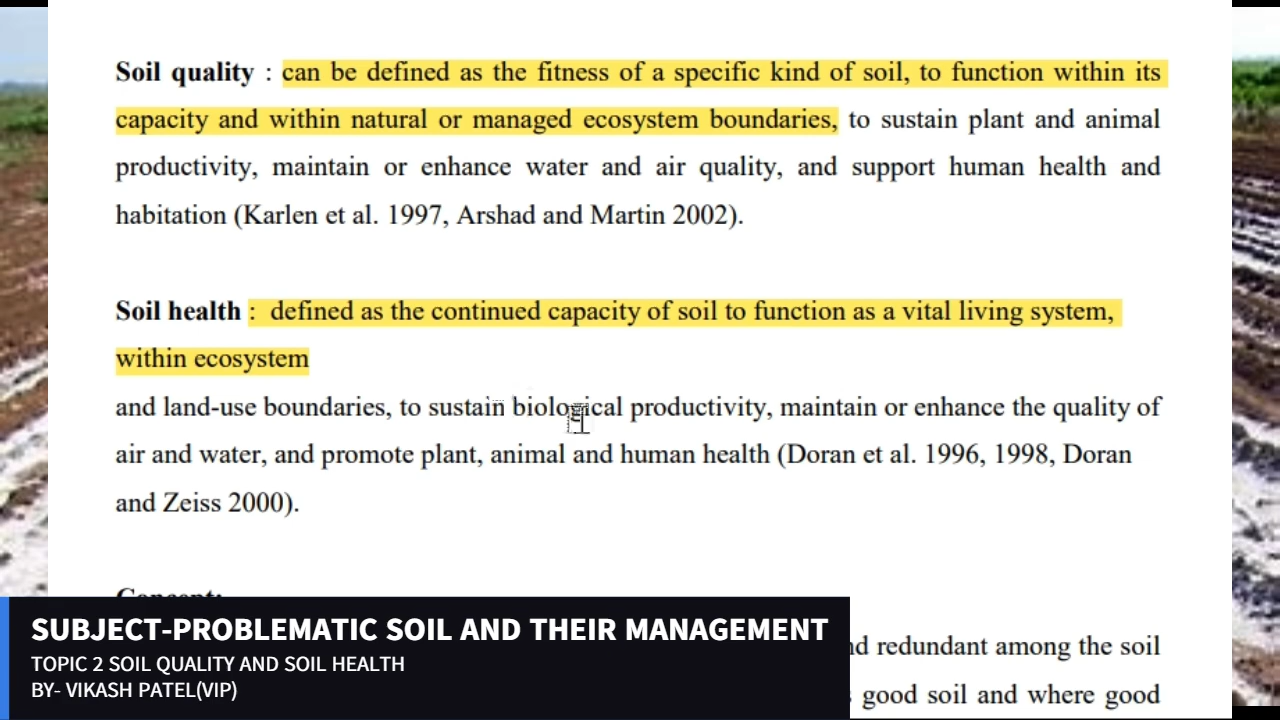 Soil quality : can be defined as the fitness of a specific kind of soil, to function within its
capacity and within natural or managed ecosystem boundaries, to sustain plant and animal
productivity, maintain or enhance water and air quality, and support human health and
habitation (Karlen et al. 1997, Arshad and Martin 2002).
Soil health : defined as the continued capacity of soil to function as a vital living system,
within ecosystem
and land-use boundaries, to sustain biological productivity, maintain or enhance the quality of
air and water, and promote plant, animal and human health (Doran et al. 1996, 1998, Doran
and Zeiss 2000).
Concept:
redundant among the soil
good soil and where good
SUBJECT-PROBLEMATIC SOIL AND THEIR MANAGEMENT
TOPIC 2 SOIL QUALITY AND SOIL HEALTH
BY- VIKASH PATEL(VIP)